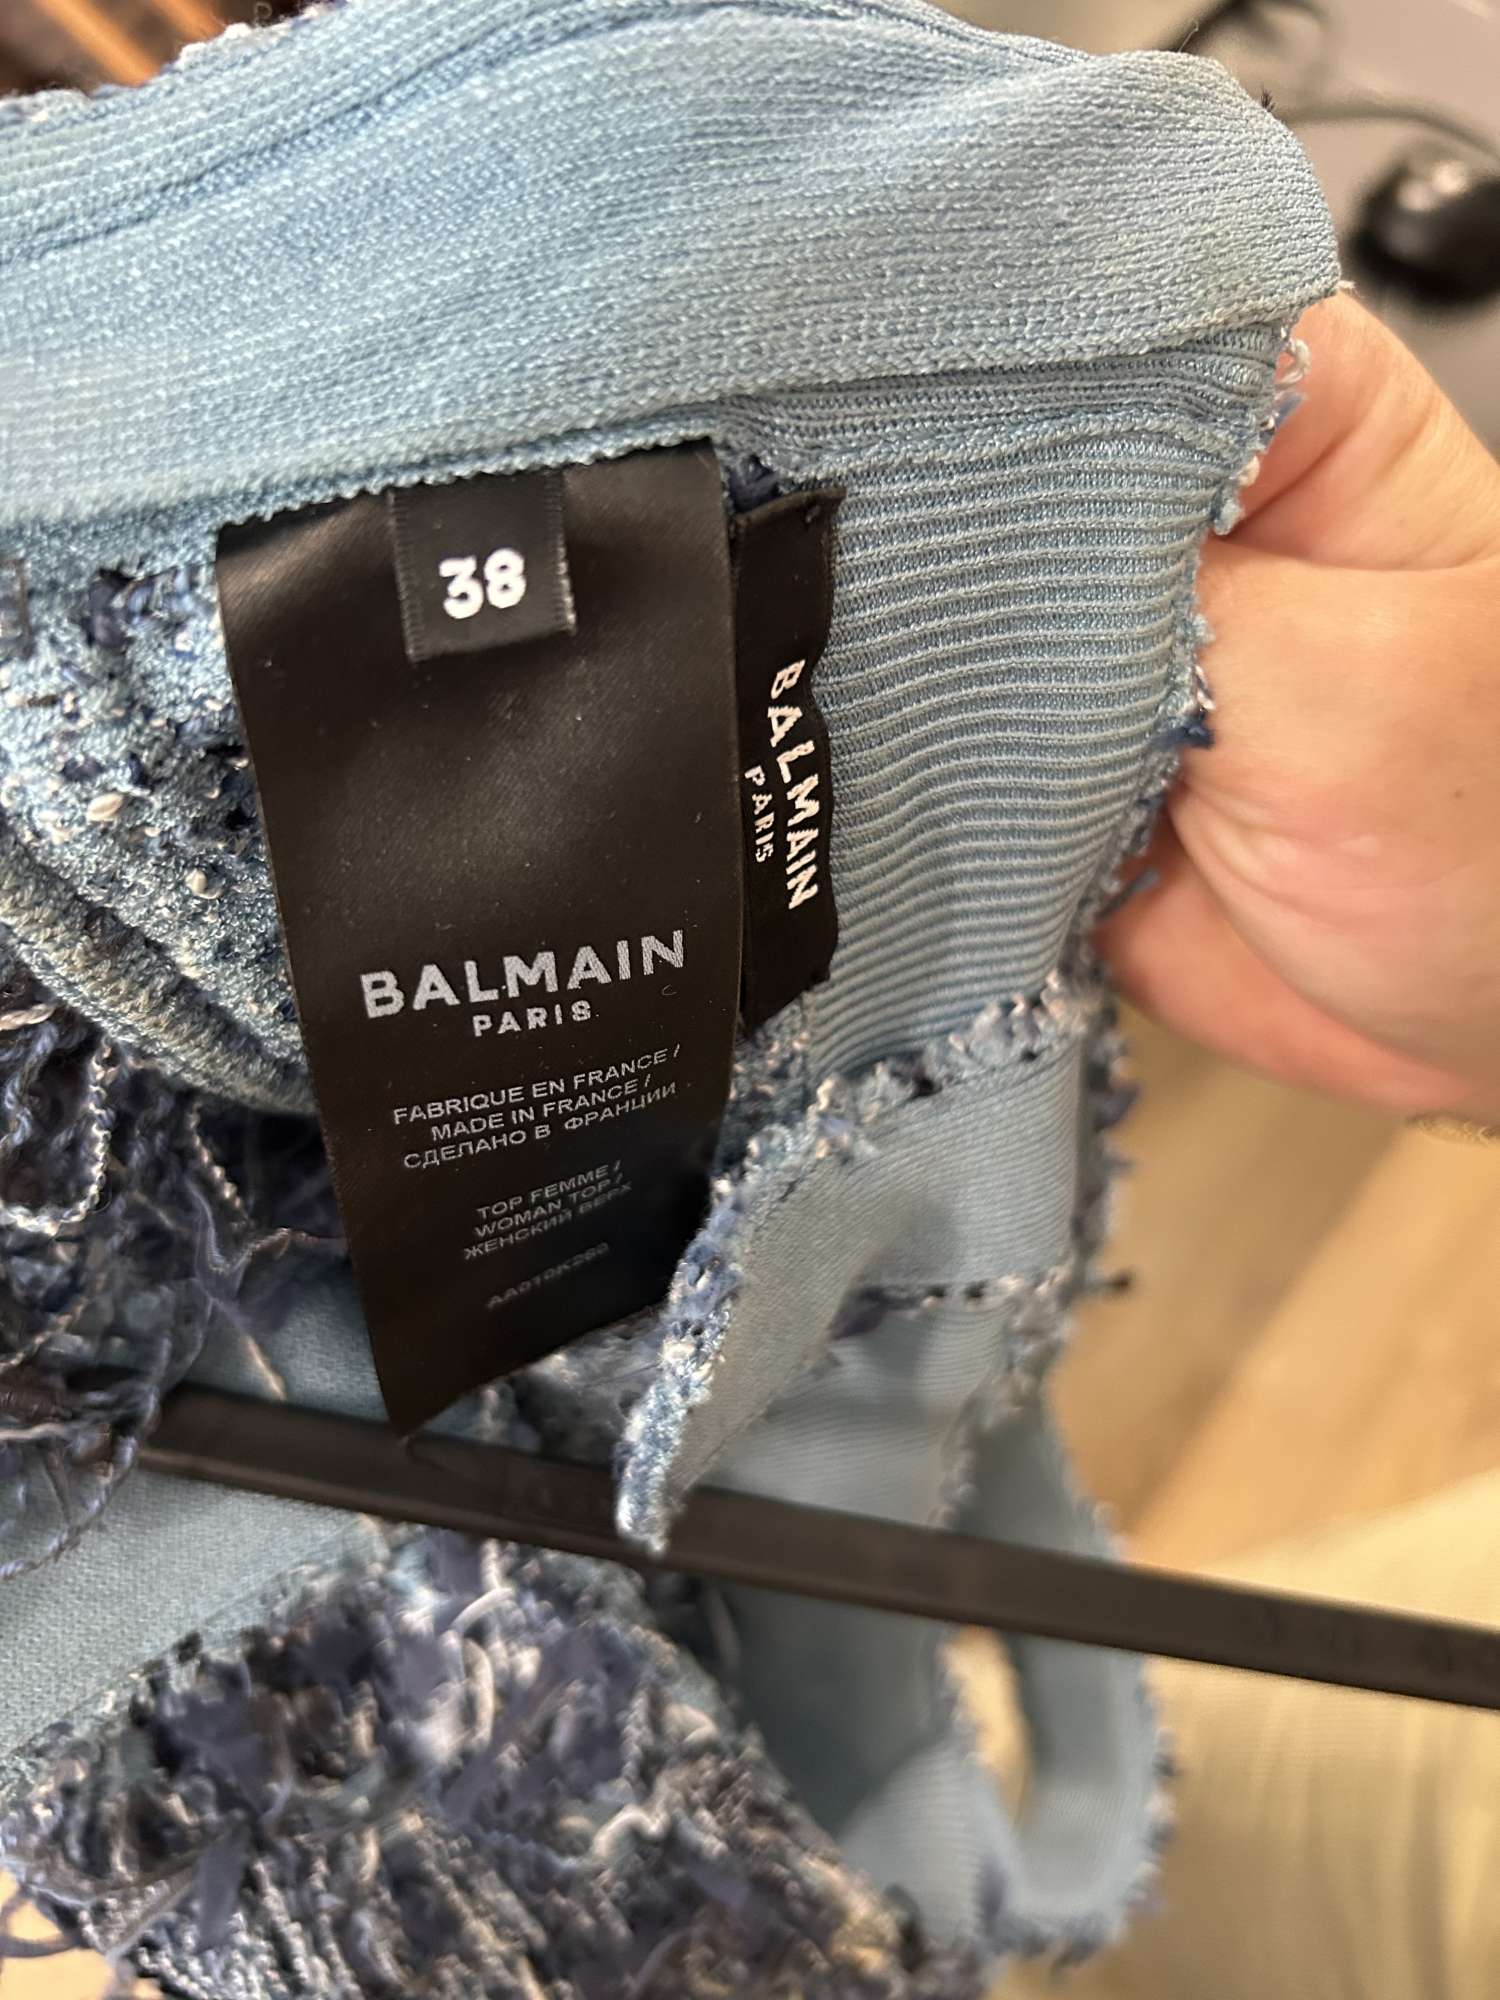 38
BALMAIN
PARIS
BALMAIN
PARIS
FABRIQUE EN FRANCE /
MADE IN FRANCE /
СДЕЛАНО В ФРАНЦИИ
TOP FEMME /
WOMAN TOP /
ЖЕНСКИЙ ВЕРХ
AA010K260